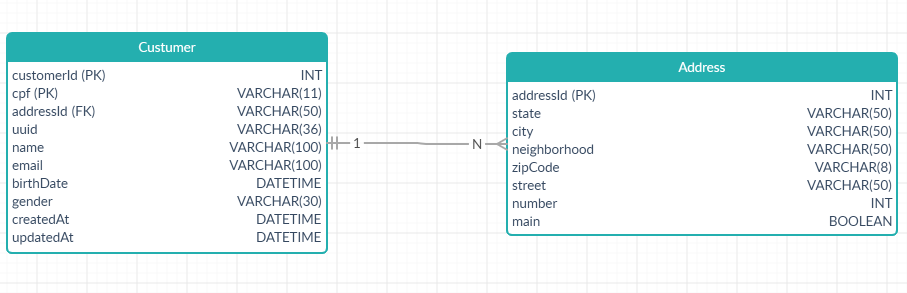 Custumer
customerId (PK) INT
cpf (PK) VARCHAR(11)
addressId (FK) VARCHAR(50)
uuid VARCHAR(36)
name VARCHAR(100)
email VARCHAR(100)
birthDate DATETIME
gender VARCHAR(30)
createdAt DATETIME
updatedAt DATETIME
1 N
Address
addressId (PK) INT
state VARCHAR(50)
city VARCHAR(50)
neighborhood VARCHAR(50)
zipCode VARCHAR(8)
street VARCHAR(50)
number INT
main BOOLEAN